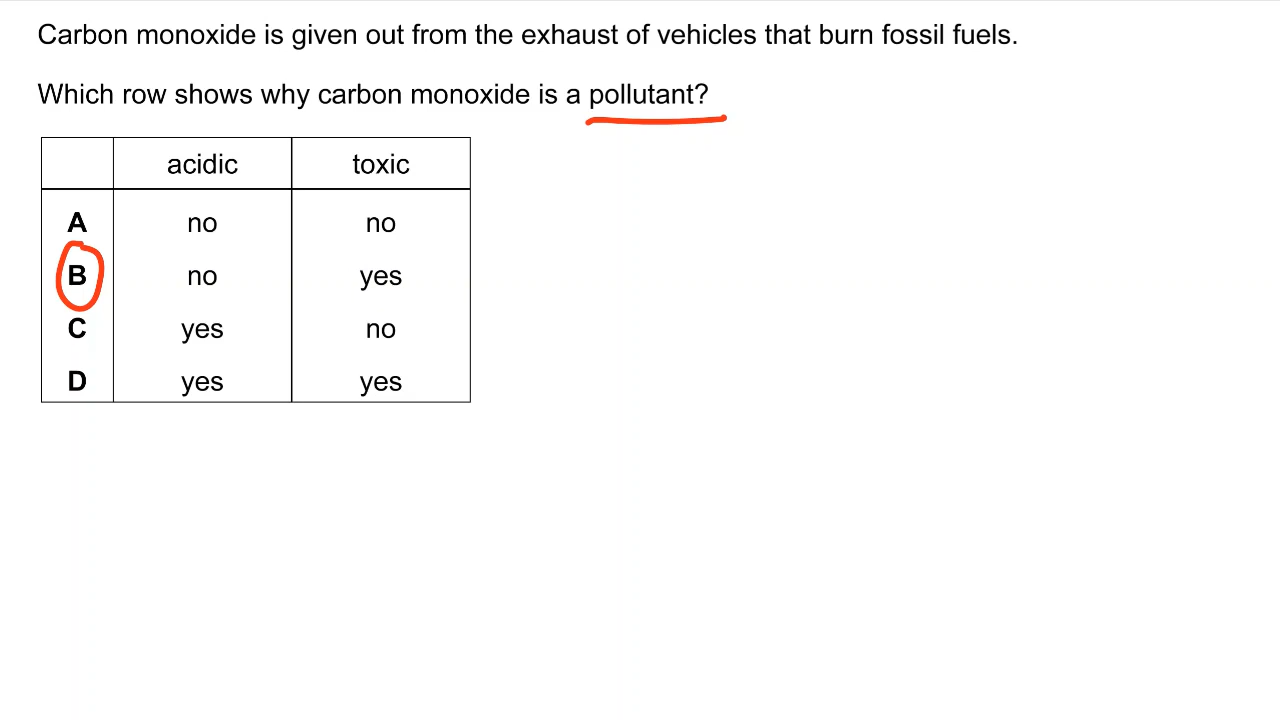 Carbon monoxide is given out from the exhaust of vehicles that burn fossil fuels.
Which row shows why carbon monoxide is a pollutant?
acidic toxic
A no no
B no yes
C yes no
D yes yes